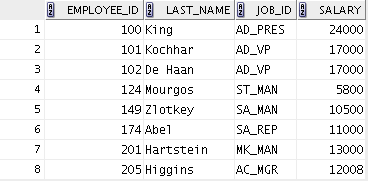 EMPLOYEE_ID LAST_NAME JOB_ID SALARY
1 100 King AD_PRES 24000
2 101 Kochhar AD_VP 17000
3 102 De Haan AD_VP 17000
4 124 Mourgos ST_MAN 5800
5 149 Zlotkey SA_MAN 10500
6 174 Abel SA_REP 11000
7 201 Hartstein MK_MAN 13000
8 205 Higgins AC_MGR 12008